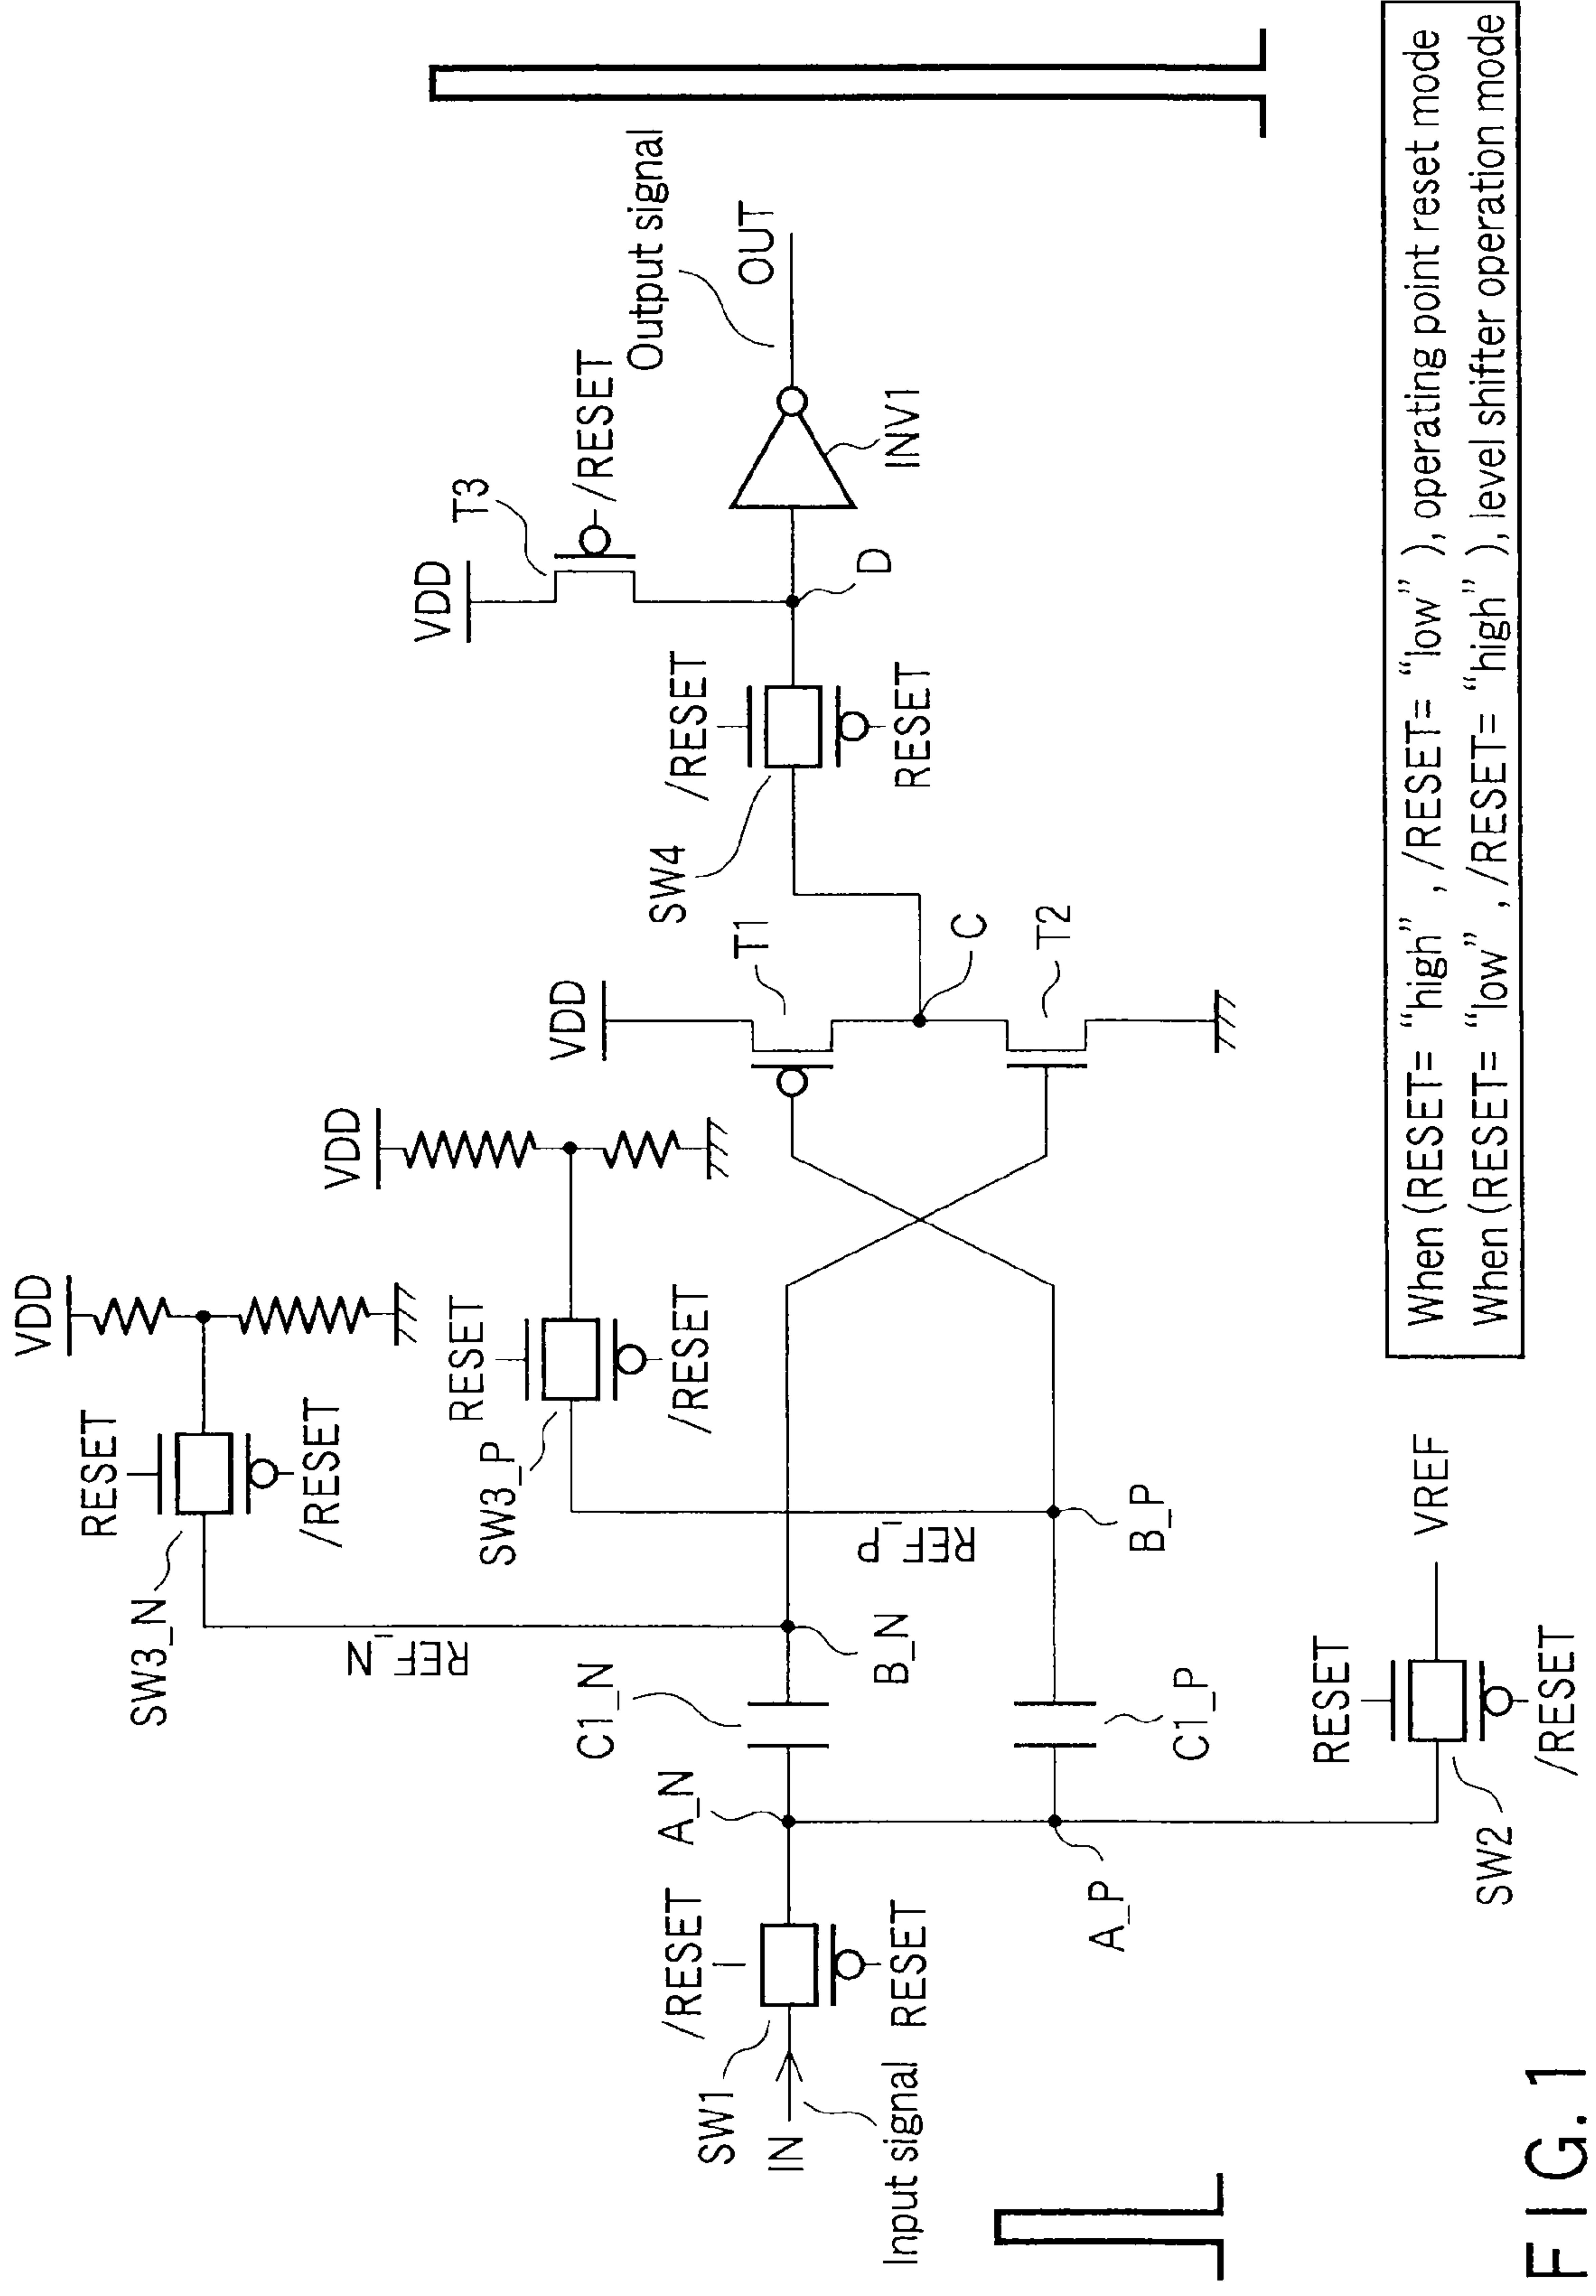 VDD
RESET
/RESET
SW3_N
REF_N
VDD
RESET
/RESET
SW3_P
REF_P
VDD
T1
T2
C
VDD
T3
/RESET
Output signal
OUT
INV1
D
/RESET
RESET
SW4
C1_N
B_N
A_N
/RESET
RESET
SW1
IN
Input signal
B_P
C1_P
A_P
RESET
/RESET
SW2
VREF
When (RESET= “high” , /RESET= “low” ), operating point reset mode
When (RESET= “low” , /RESET= “high” ), level shifter operation mode
FIG. 1